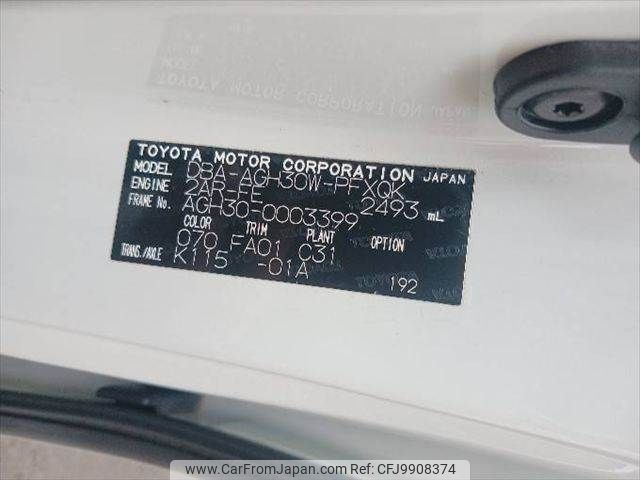 TOYOTA MOTOR CORPORATION JAPAN
MODEL DBA-AGH30W-PFXQK
ENGINE 2AR-FE 2493 mL
FRAME No. AGH30-0003399
COLOR TRIM PLANT OPTION
070 FA01 C31
TRANS./AXLE K115 -01A
192
www.CarFromJapan.com | Ref No.CFJ9908374